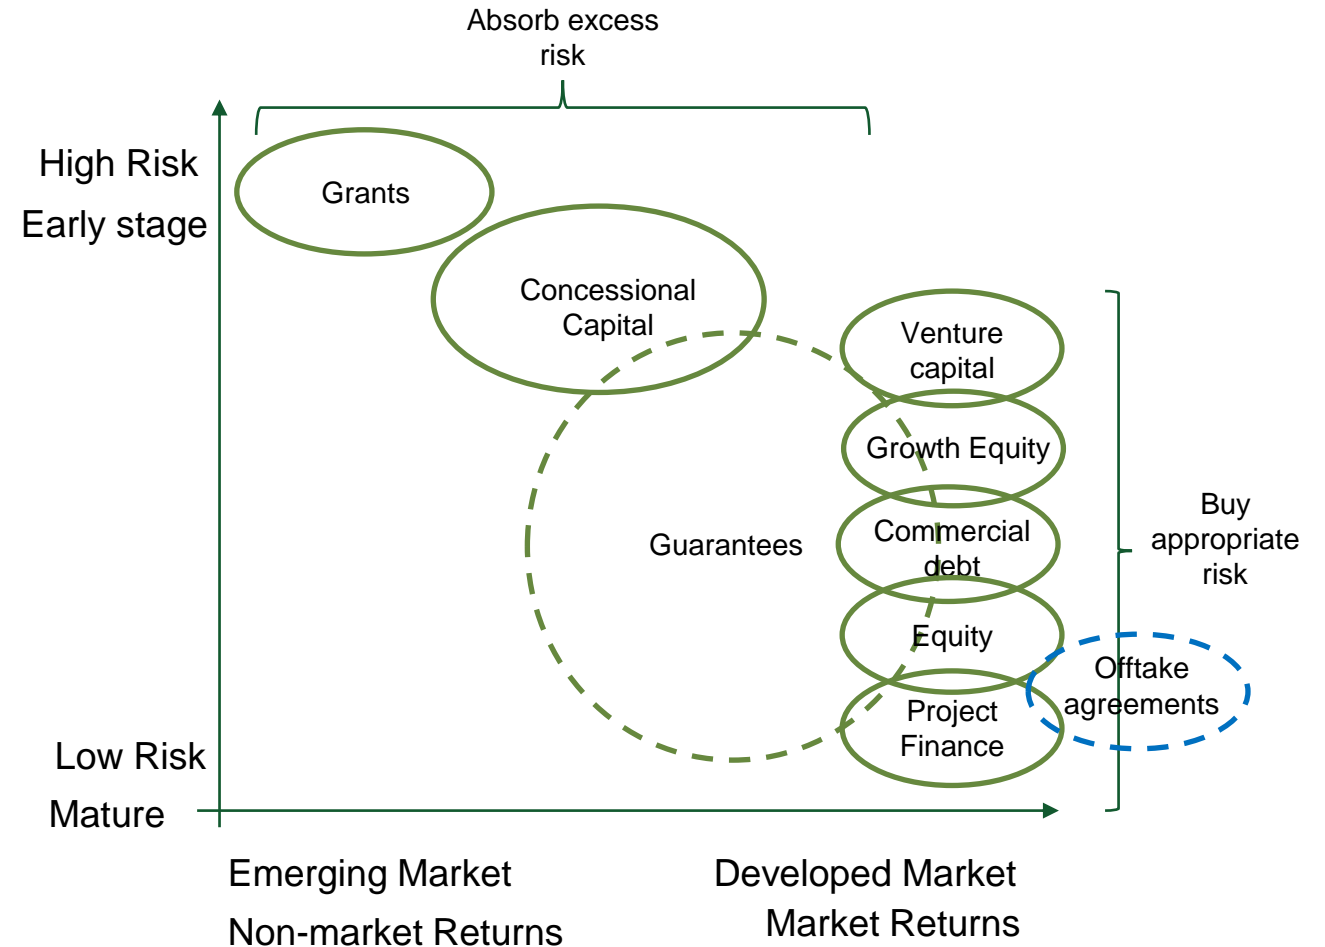 Absorb excess
risk
High Risk
Early stage
Grants
Concessional
Capital
Venture
capital
Growth Equity
Guarantees
Commercial
debt
Buy
appropriate
risk
Equity
Offtake
agreements
Project
Finance
Low Risk
Mature
Emerging Market
Non-market Returns
Developed Market
Market Returns